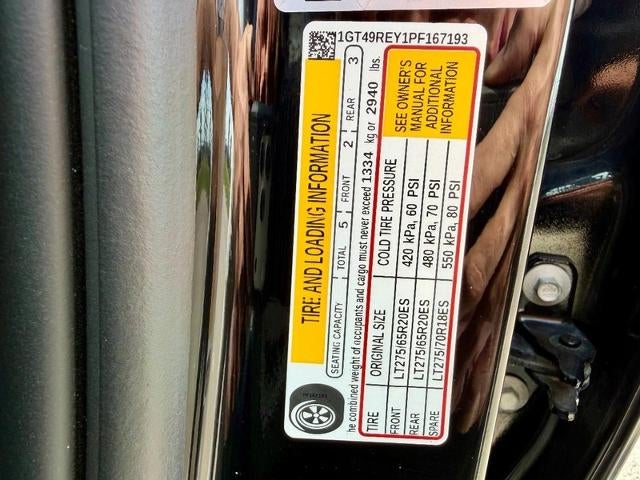 1GT49REY1PF167193
TIRE AND LOADING INFORMATION
SEATING CAPACITY TOTAL 5 FRONT 2 REAR 3
he combined weight of occupants and cargo must never exceed 1334 kg or 2940 lbs.
TIRE ORIGINAL SIZE COLD TIRE PRESSURE
FRONT LT275/65R20ES 420 kPa, 60 PSI
REAR LT275/65R20ES 480 kPa, 70 PSI
SPARE LT275/70R18ES 550 kPa, 80 PSI
SEE OWNER'S
MANUAL FOR
ADDITIONAL
INFORMATION